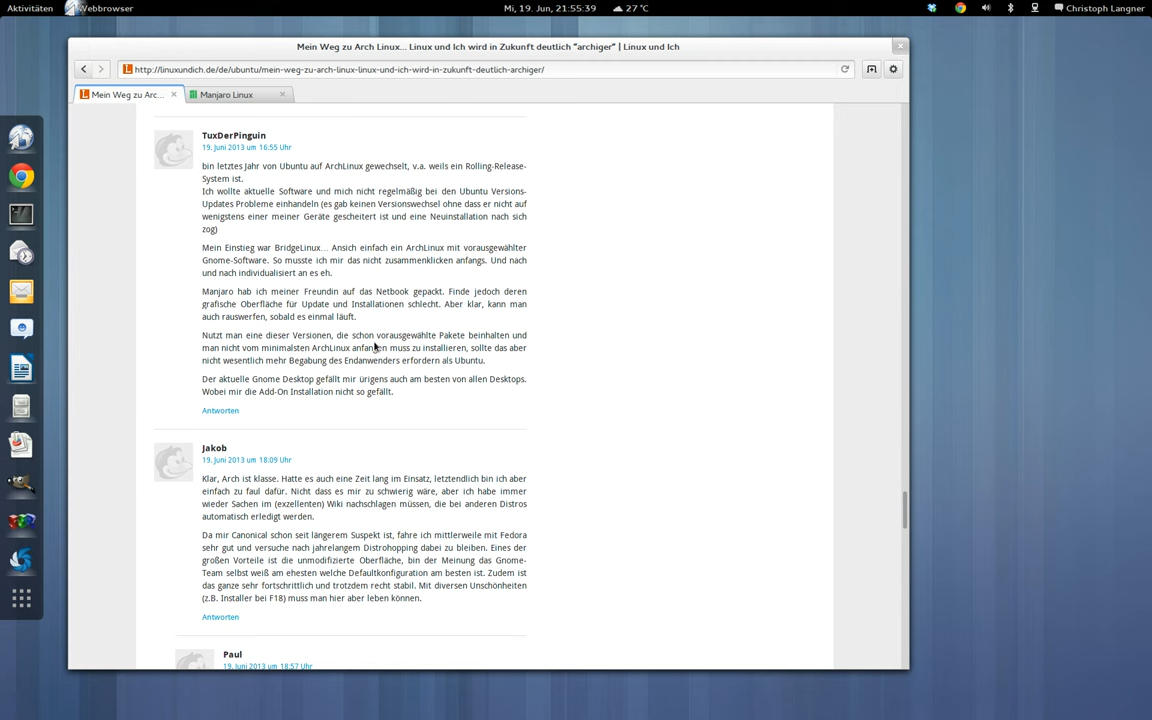 Aktivitäten
Webbrowser
Mi, 19. Jun, 21:55:39
27 °C
Christoph Langner
Mein Weg zu Arch Linux... Linux und Ich wird in Zukunft deutlich “archiger” | Linux und Ich
http://linuxundich.de/de/ubuntu/mein-weg-zu-arch-linux-linux-und-ich-wird-in-zukunft-deutlich-archiger/
Mein Weg zu Arc...
Manjaro Linux
TuxDerPinguin
19. Juni 2013 um 16:55 Uhr
bin letztes Jahr von Ubuntu auf ArchLinux gewechselt, v.a. weils ein Rolling-Release-
System ist.
Ich wollte aktuelle Software und mich nicht regelmäßig bei den Ubuntu Versions-
Updates Probleme einhandeln (es gab keinen Versionswechsel ohne dass er nicht auf
wenigstens einer meiner Geräte gescheitert ist und eine Neuinstallation nach sich
zog)
Mein Einstieg war BridgeLinux... Ansich einfach ein ArchLinux mit vorausgewählter
Gnome-Software. So musste ich mir das nicht zusammenklicken anfangs. Und nach
und nach individualisiert an es eh.
Manjaro hab ich meiner Freundin auf das Netbook gepackt. Finde jedoch deren
grafische Oberfläche für Update und Installationen schlecht. Aber klar, kann man
auch rauswerfen, sobald es einmal läuft.
Nutzt man eine dieser Versionen, die schon vorausgewählte Pakete beinhalten und
man nicht vom minimalsten ArchLinux anfangen muss zu installieren, sollte das aber
nicht wesentlich mehr Begabung des Endanwenders erfordern als Ubuntu.
Der aktuelle Gnome Desktop gefällt mir ürigens auch am besten von allen Desktops.
Wobei mir die Add-On Installation nicht so gefällt.
Antworten
Jakob
19. Juni 2013 um 18:09 Uhr
Klar, Arch ist klasse. Hatte es auch eine Zeit lang im Einsatz, letztendlich bin ich aber
einfach zu faul dafür. Nicht dass es mir zu schwierig wäre, aber ich habe immer
wieder Sachen im (exzellenten) Wiki nachschlagen müssen, die bei anderen Distros
automatisch erledigt werden.
Da mir Canonical schon seit längerem Suspekt ist, fahre ich mittlerweile mit Fedora
sehr gut und versuche nach jahrelangem Distrohopping dabei zu bleiben. Eines der
großen Vorteile ist die unmodifizierte Oberfläche, bin der Meinung das Gnome-
Team selbst weiß am ehesten welche Defaultkonfiguration am besten ist. Zudem ist
das ganze sehr fortschrittlich und trotzdem recht stabil. Mit diversen Unschönheiten
(z.B. Installer bei F18) muss man hier aber leben können.
Antworten
Paul
19. Juni 2013 um 18:57 Uhr